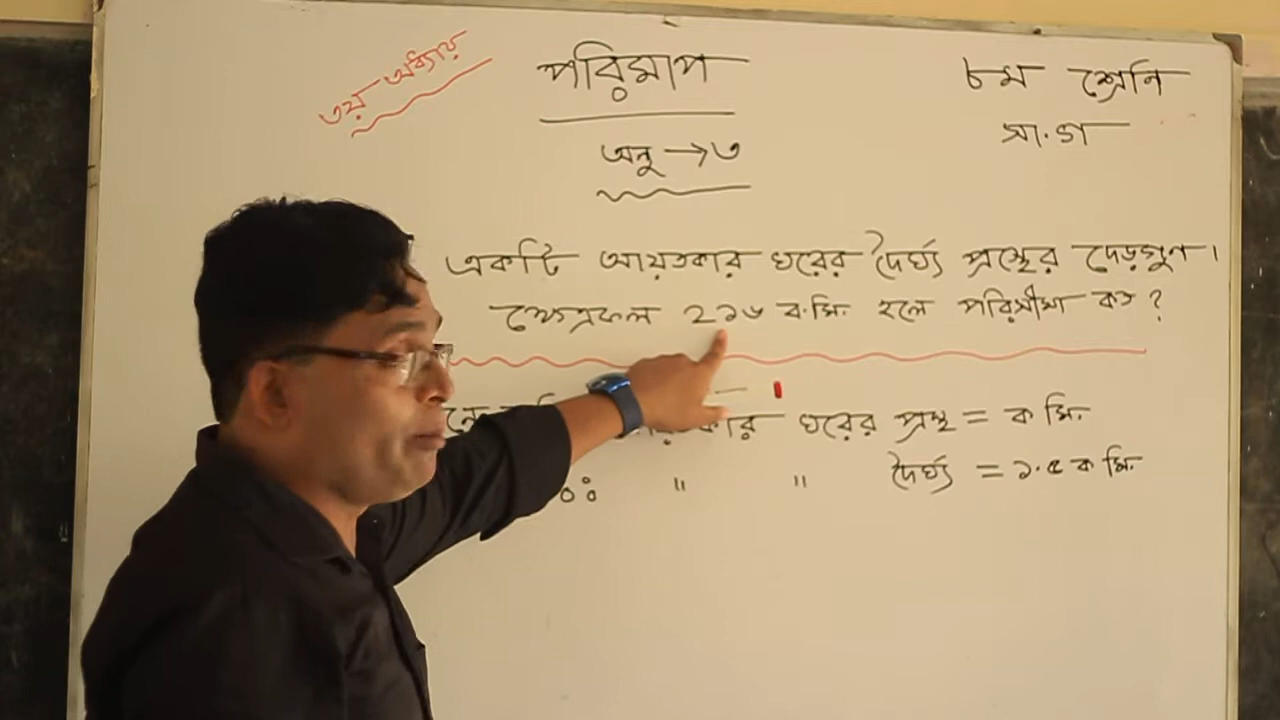 ৩য় অধ্যায়
পরিমাপ
৮ম শ্রেনি
অনু → ৩
সা. গ
একটি আয়তকার ঘরের দৈর্ঘ্য প্রস্থের দেড়গুন।
ক্ষেত্রফল ২১৬ ব.মি. হলে পরিসীমা কত ?
ঘরের প্রস্থ = ক মি.
ঃ " " দৈর্ঘ্য = ১.৫ ক মি.